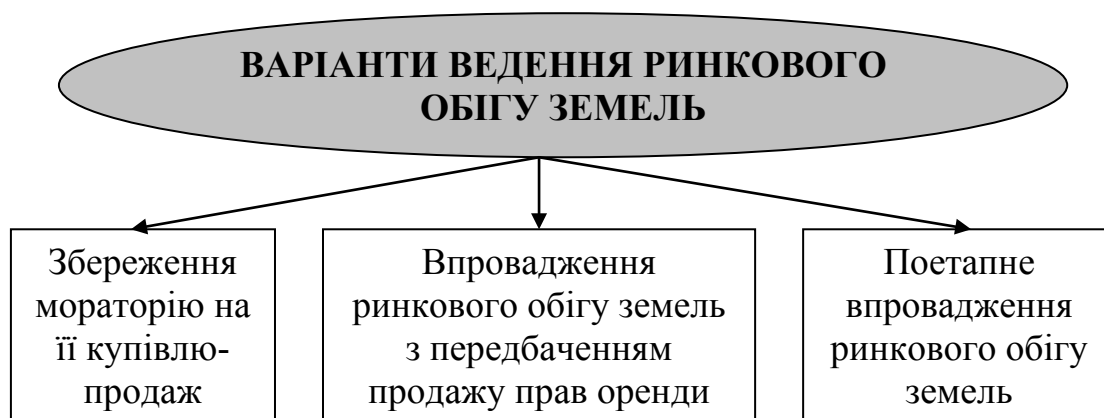 ВАРІАНТИ ВЕДЕННЯ РИНКОВОГО
ОБІГУ ЗЕМЕЛЬ
Збереження
мораторію на
її купівлю-
продаж
Впровадження
ринкового обігу земель
з передбаченням
продажу прав оренди
Поетапне
впровадження
ринкового обігу
земель